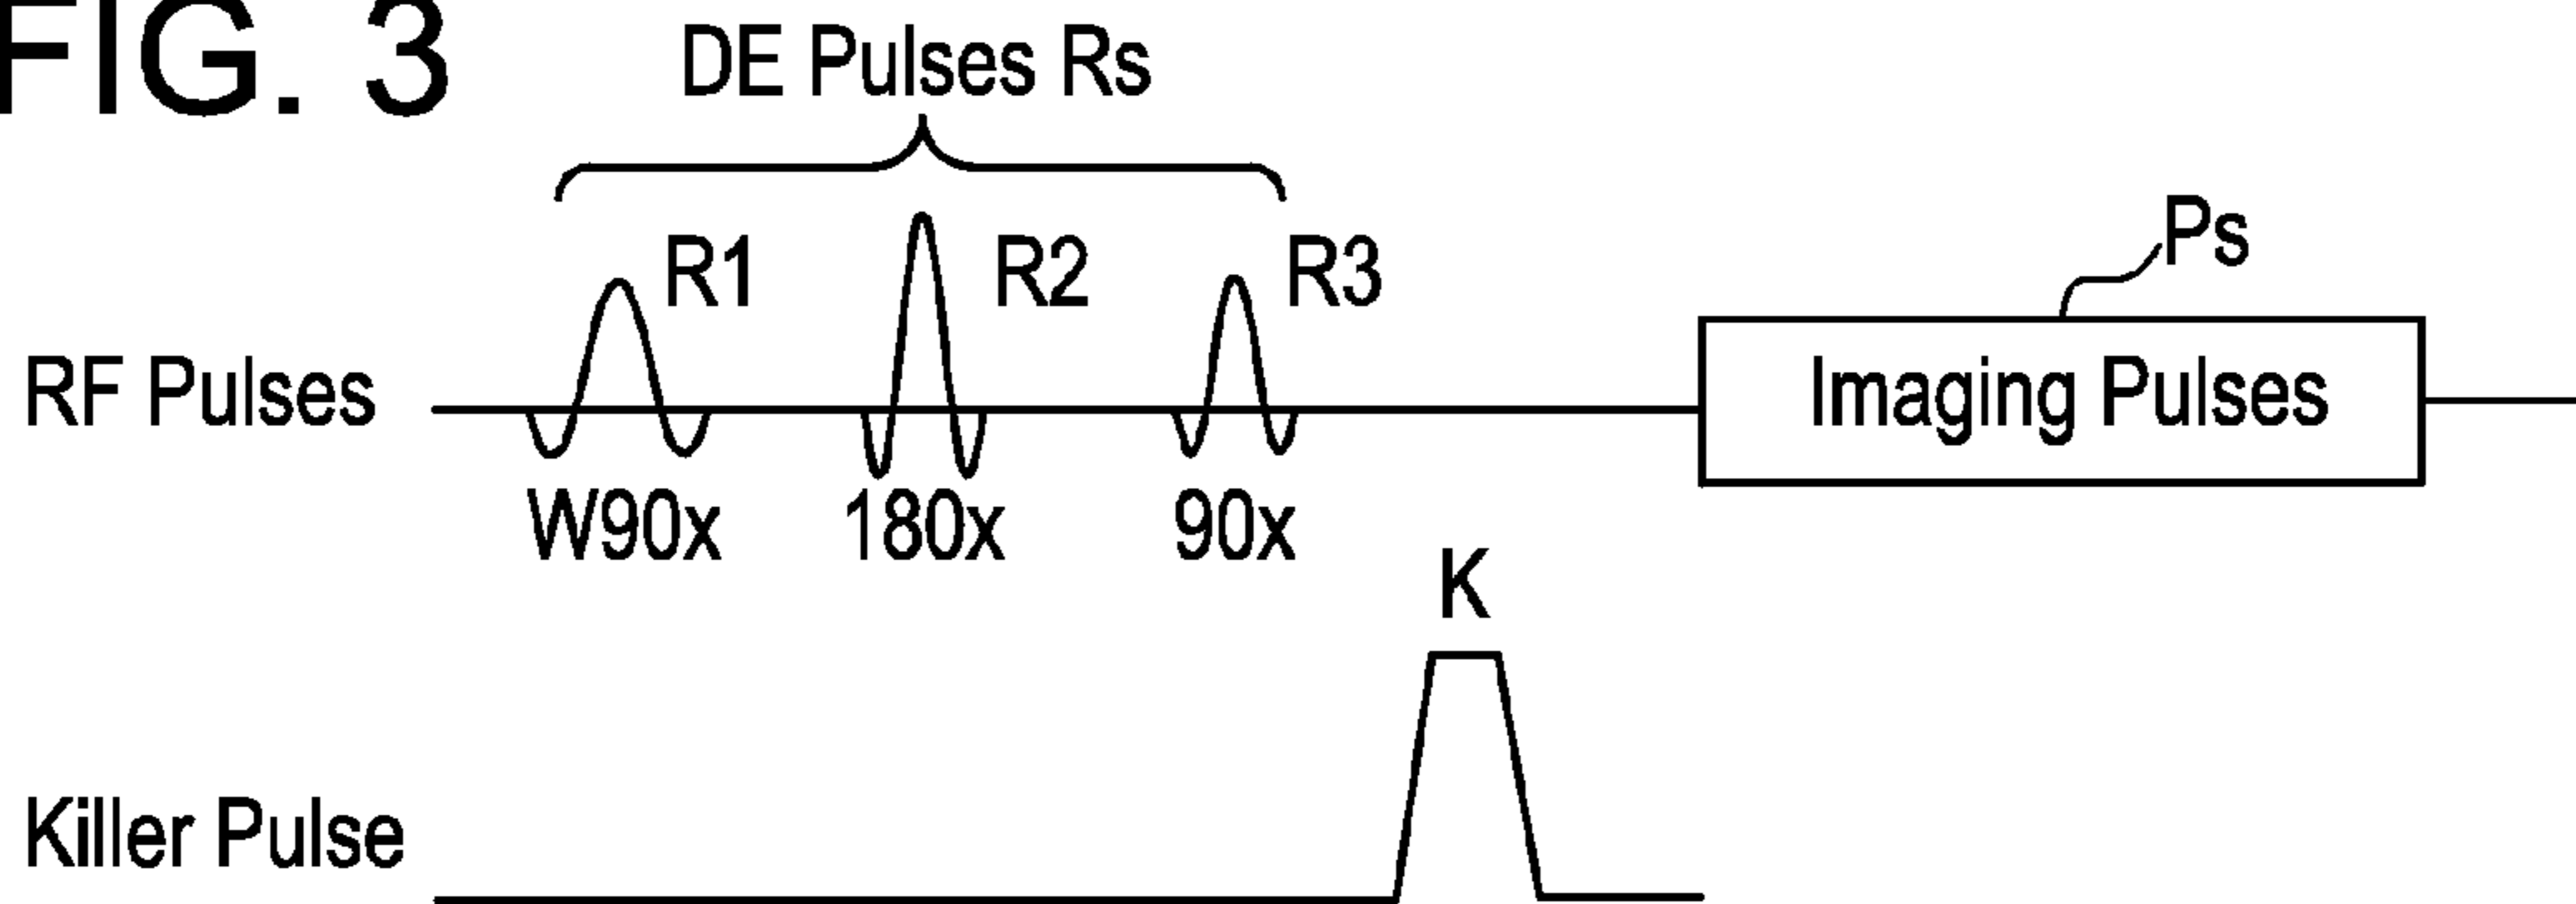 FIG. 3
DE Pulses Rs
R1 R2 R3
Ps
RF Pulses
Imaging Pulses
W90x 180x 90x
K
Killer Pulse